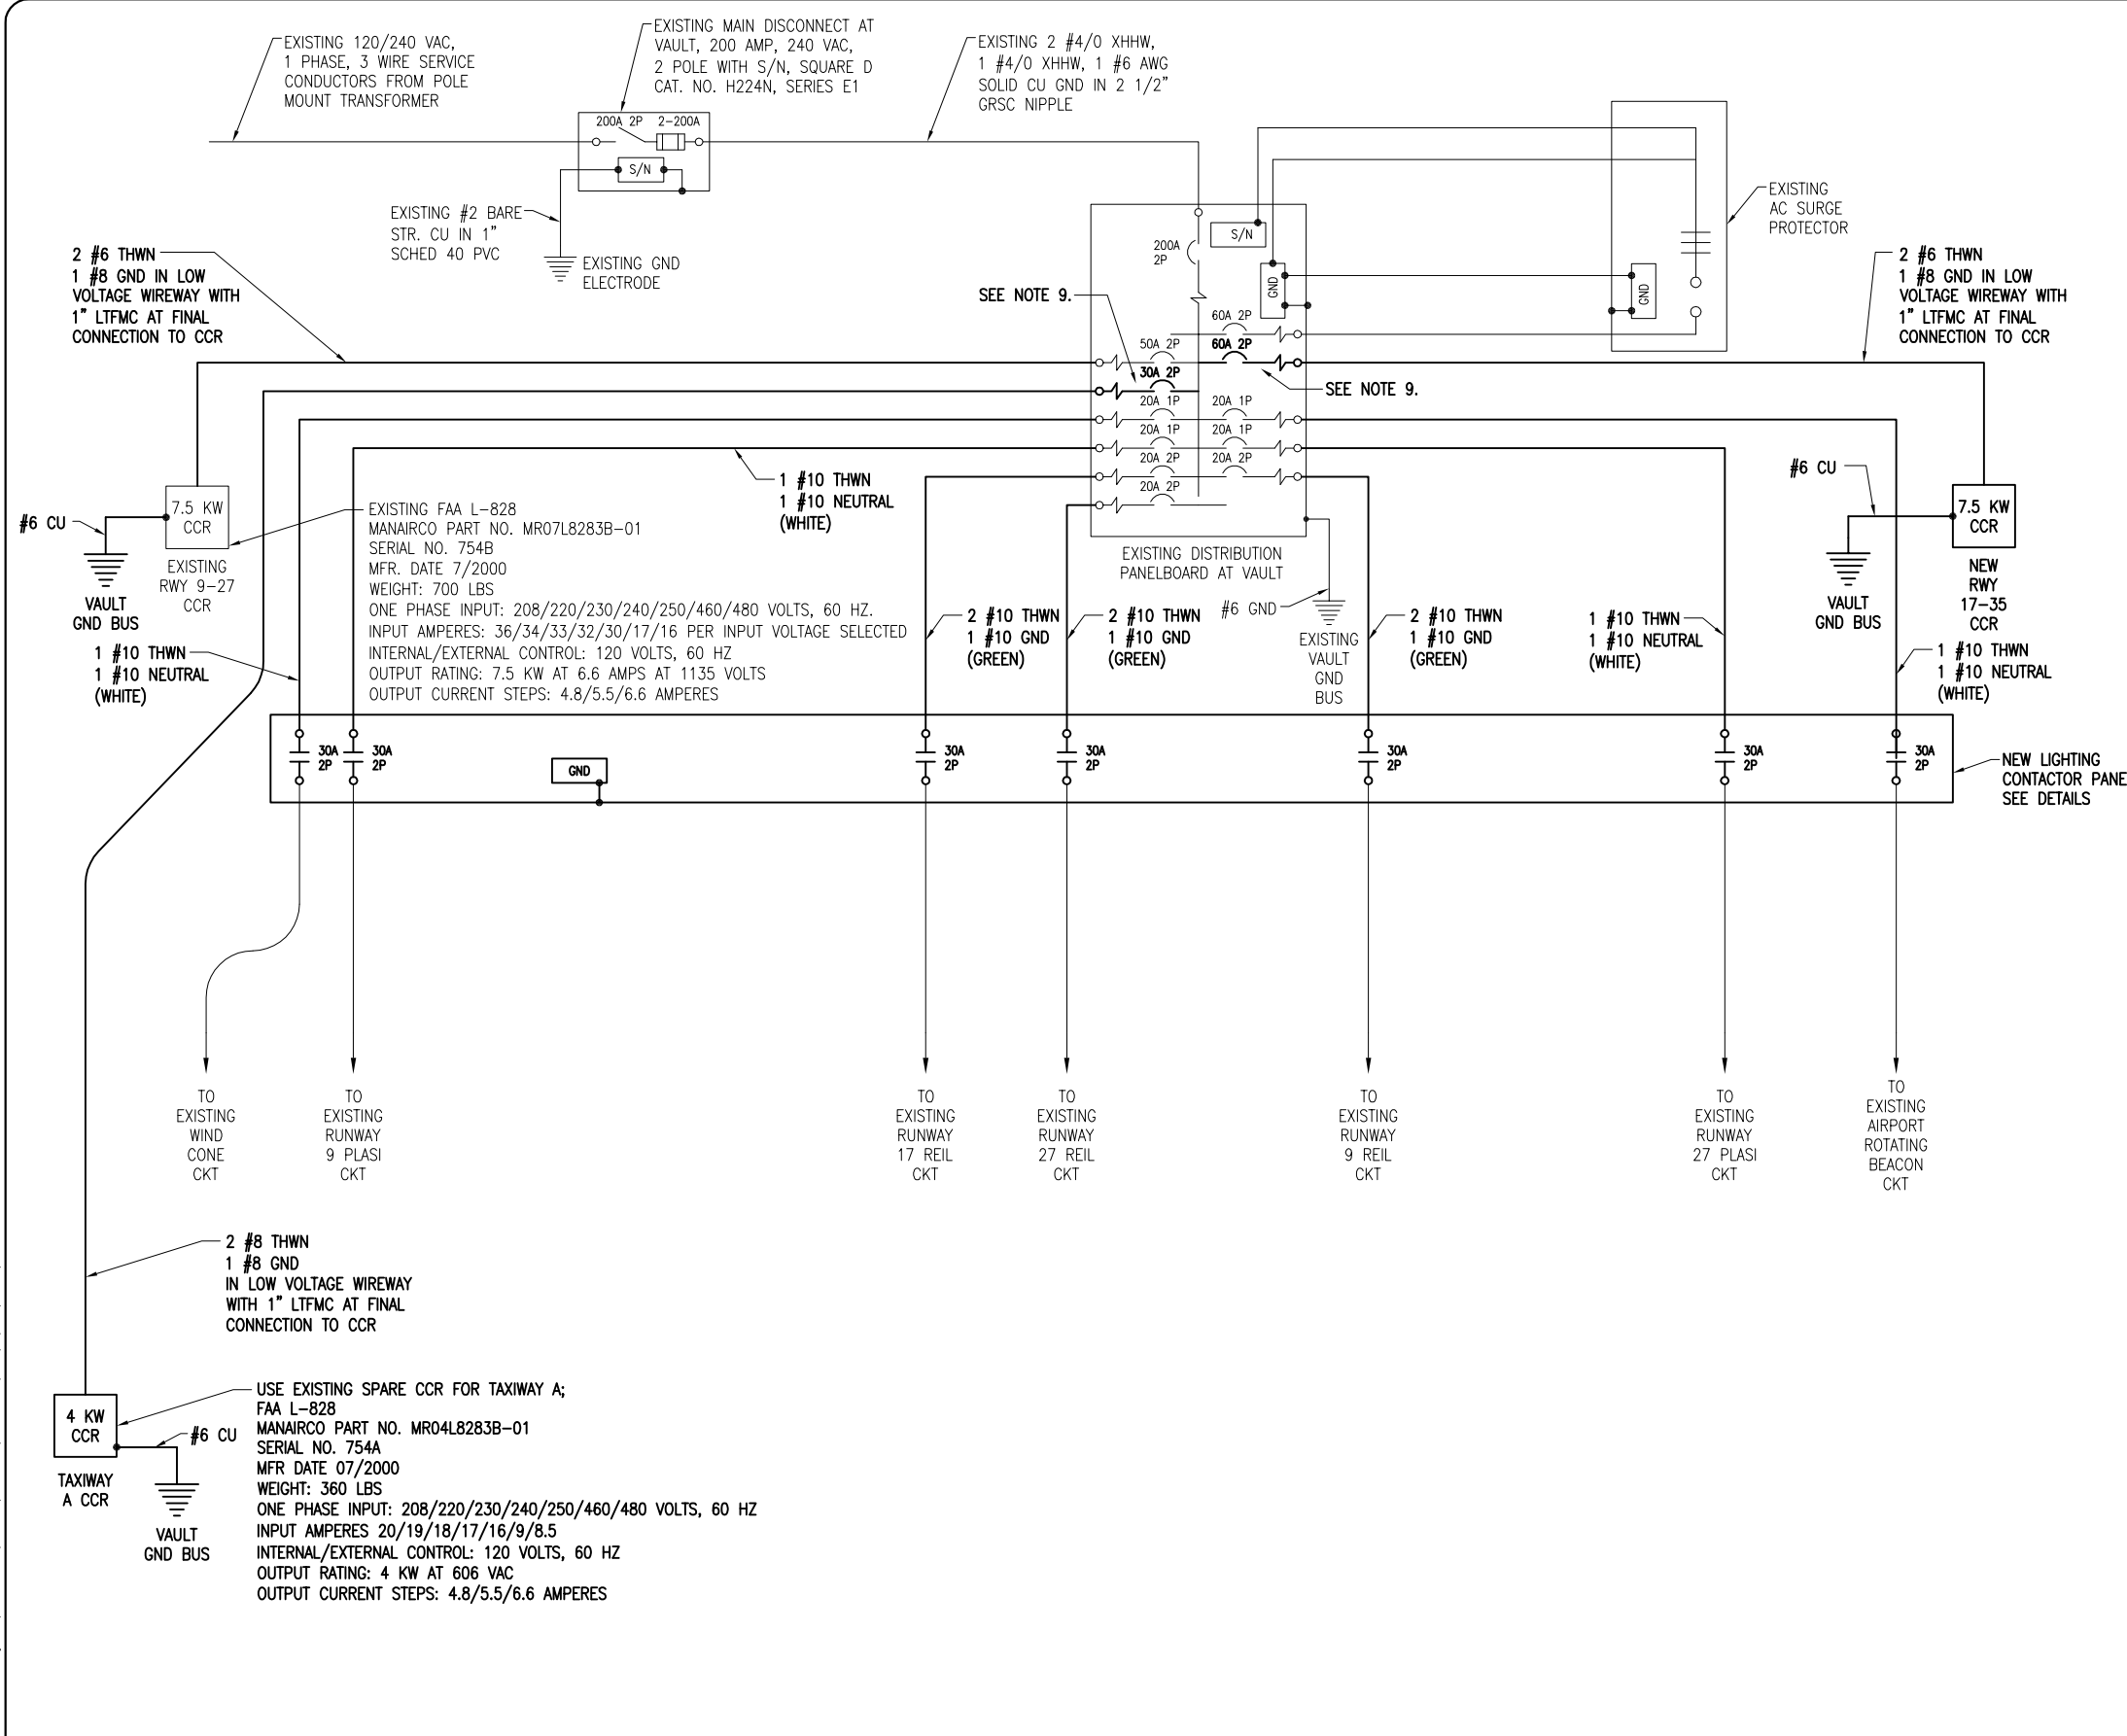 EXISTING 120/240 VAC,
1 PHASE, 3 WIRE SERVICE
CONDUCTORS FROM POLE
MOUNT TRANSFORMER
EXISTING MAIN DISCONNECT AT
VAULT, 200 AMP, 240 VAC,
2 POLE WITH S/N, SQUARE D
CAT. NO. H224N, SERIES E1
EXISTING 2 #4/0 XHHW,
1 #4/0 XHHW, 1 #6 AWG
SOLID CU GND IN 2 1/2"
GRSC NIPPLE
200A 2P 2-200A
S/N
EXISTING #2 BARE
STR. CU IN 1"
SCHED 40 PVC
EXISTING GND
ELECTRODE
EXISTING
AC SURGE
PROTECTOR
2 #6 THWN
1 #8 GND IN LOW
VOLTAGE WIREWAY WITH
1" LTFMC AT FINAL
CONNECTION TO CCR
2 #6 THWN
1 #8 GND IN LOW
VOLTAGE WIREWAY WITH
1" LTFMC AT FINAL
CONNECTION TO CCR
S/N
200A
2P
GND
GND
SEE NOTE 9.
60A 2P
50A 2P 60A 2P
30A 2P
SEE NOTE 9.
20A 1P 20A 1P
20A 1P 20A 1P
20A 2P 20A 2P
20A 2P
EXISTING DISTRIBUTION
PANELBOARD AT VAULT
#6 GND
EXISTING
VAULT
GND
BUS
1 #10 THWN
1 #10 NEUTRAL
(WHITE)
#6 CU
7.5 KW
CCR
EXISTING
RWY 9-27
CCR
VAULT
GND BUS
EXISTING FAA L-828
MANAIRCO PART NO. MR07L8283B-01
SERIAL NO. 754B
MFR. DATE 7/2000
WEIGHT: 700 LBS
ONE PHASE INPUT: 208/220/230/240/250/460/480 VOLTS, 60 HZ.
INPUT AMPERES: 36/34/33/32/30/17/16 PER INPUT VOLTAGE SELECTED
INTERNAL/EXTERNAL CONTROL: 120 VOLTS, 60 HZ
OUTPUT RATING: 7.5 KW AT 6.6 AMPS AT 1135 VOLTS
OUTPUT CURRENT STEPS: 4.8/5.5/6.6 AMPERES
#6 CU
7.5 KW
CCR
NEW
RWY
17-35
CCR
VAULT
GND BUS
1 #10 THWN
1 #10 NEUTRAL
(WHITE)
2 #10 THWN
1 #10 GND
(GREEN)
2 #10 THWN
1 #10 GND
(GREEN)
2 #10 THWN
1 #10 GND
(GREEN)
1 #10 THWN
1 #10 NEUTRAL
(WHITE)
1 #10 THWN
1 #10 NEUTRAL
(WHITE)
30A
2P
30A
2P
GND
30A
2P
30A
2P
30A
2P
30A
2P
30A
2P
NEW LIGHTING
CONTACTOR PANE
SEE DETAILS
TO
EXISTING
WIND
CONE
CKT
TO
EXISTING
RUNWAY
9 PLASI
CKT
TO
EXISTING
RUNWAY
17 REIL
CKT
TO
EXISTING
RUNWAY
27 REIL
CKT
TO
EXISTING
RUNWAY
9 REIL
CKT
TO
EXISTING
RUNWAY
27 PLASI
CKT
TO
EXISTING
AIRPORT
ROTATING
BEACON
CKT
2 #8 THWN
1 #8 GND
IN LOW VOLTAGE WIREWAY
WITH 1" LTFMC AT FINAL
CONNECTION TO CCR
4 KW
CCR
TAXIWAY
A CCR
#6 CU
VAULT
GND BUS
USE EXISTING SPARE CCR FOR TAXIWAY A;
FAA L-828
MANAIRCO PART NO. MR04L8283B-01
SERIAL NO. 754A
MFR DATE 07/2000
WEIGHT: 360 LBS
ONE PHASE INPUT: 208/220/230/240/250/460/480 VOLTS, 60 HZ
INPUT AMPERES 20/19/18/17/16/9/8.5
INTERNAL/EXTERNAL CONTROL: 120 VOLTS, 60 HZ
OUTPUT RATING: 4 KW AT 606 VAC
OUTPUT CURRENT STEPS: 4.8/5.5/6.6 AMPERES